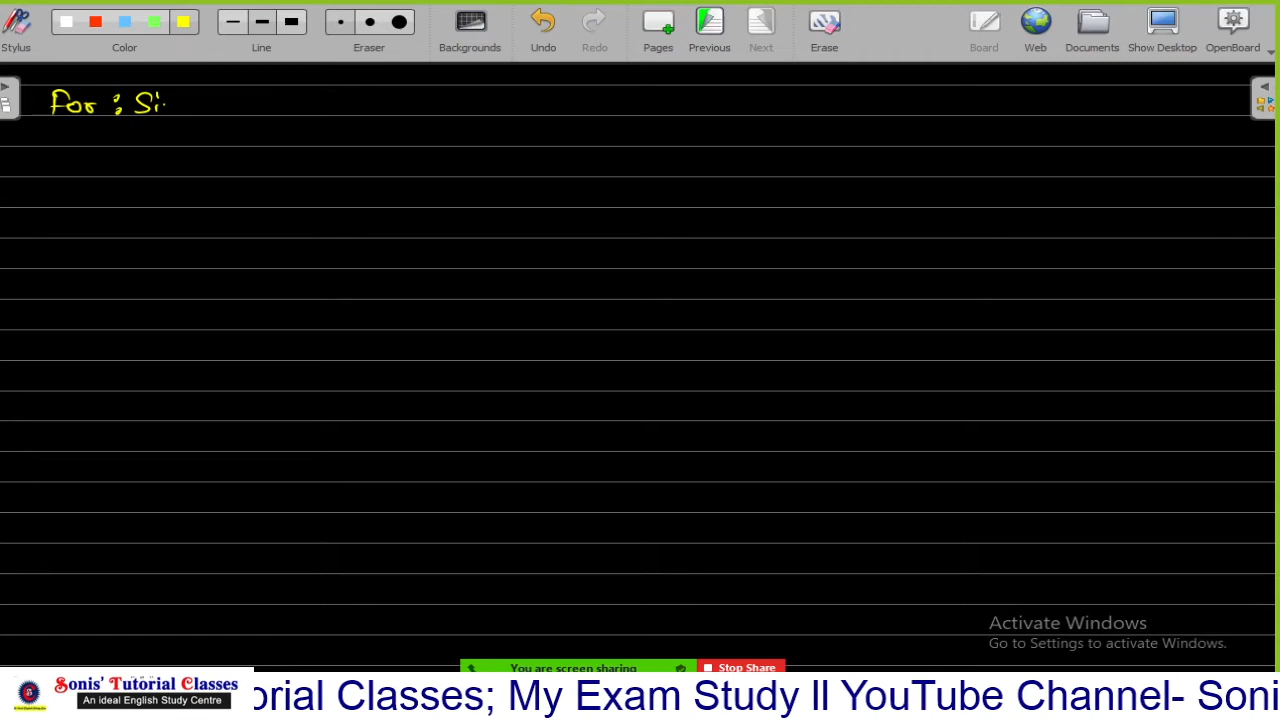 Stylus
Color
Line
Eraser
Backgrounds
Undo
Redo
Pages
Previous
Next
Erase
Board
Web
Documents
Show Desktop
OpenBoard
For : Si
Activate Windows
Go to Settings to activate Windows.
You are screen sharing
Stop Share
Sonis' Tutorial Classes
An ideal English Study Centre
orial Classes; My Exam Study ll YouTube Channel- Soni